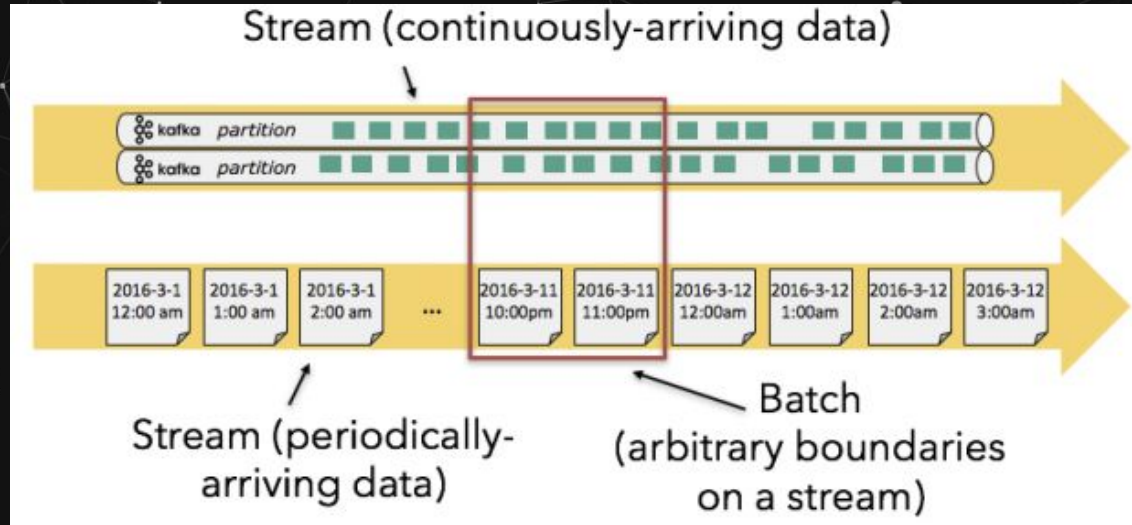 Stream (continuously-arriving data)
kafka partition
kafka partition
2016-3-1 2016-3-1 2016-3-1 ... 2016-3-11 2016-3-11 2016-3-12 2016-3-12 2016-3-12 2016-3-12
12:00 am 1:00 am 2:00 am 10:00pm 11:00pm 12:00am 1:00am 2:00am 3:00am
Stream (periodically-
arriving data)
Batch
(arbitrary boundaries
on a stream)